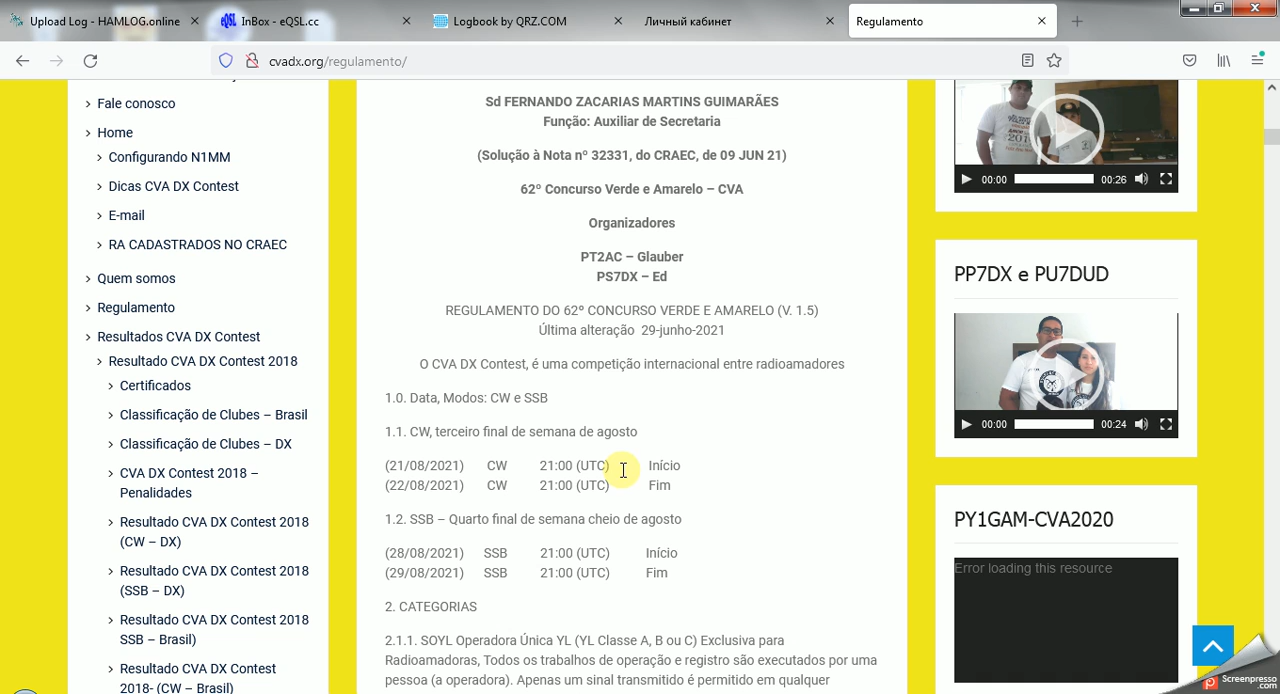 Upload Log - HAMLOG.online
InBox - eQSL.cc
Личный кабинет
Regulamento
cvadx.org/regulamento/
Fale conosco
Home
Configurando N1MM
Dicas CVA DX Contest
E-mail
RA CADASTRADOS NO CRAEC
Quem somos
Regulamento
Resultados CVA DX Contest
Resultado CVA DX Contest 2018
Certificados
Classificação de Clubes – Brasil
Classificação de Clubes – DX
CVA DX Contest 2018 –
Penalidades
Resultado CVA DX Contest 2018
(CW – DX)
Resultado CVA DX Contest 2018
(SSB – DX)
Resultado CVA DX Contest 2018
SSB – Brasil)
Resultado CVA DX Contest
2018- (CW – Brasil)
Sd FERNANDO ZACARIAS MARTINS GUIMARÃES
Função: Auxiliar de Secretaria
(Solução à Nota nº 32331, do CRAEC, de 09 JUN 21)
62º Concurso Verde e Amarelo – CVA
Organizadores
PT2AC – Glauber
PS7DX – Ed
REGULAMENTO DO 62º CONCURSO VERDE E AMARELO (V. 1.5)
Última alteração 29-junho-2021
O CVA DX Contest, é uma competição internacional entre radioamadores
1.0. Data, Modos: CW e SSB
1.1. CW – Terceiro final de semana de agosto
(21/08/2021) CW 21:00 (UTC) Início
(22/08/2021) CW 21:00 (UTC) Fim
1.2. SSB – Quarto final de semana cheio de agosto
(28/08/2021) SSB 21:00 (UTC) Início
(29/08/2021) SSB 21:00 (UTC) Fim
2. CATEGORIAS
2.1.1. SOYL Operadora Única YL (YL Classe A, B ou C) Exclusiva para
Radioamadoras, Todos os trabalhos de operação e registro são executados por uma
pessoa (a operadora). Apenas um sinal transmitido é permitido em qualquer
00:00 00:26
PP7DX e PU7DUD
00:00 00:24
PY1GAM-CVA2020
Error loading this resource
Screenpresso
.com